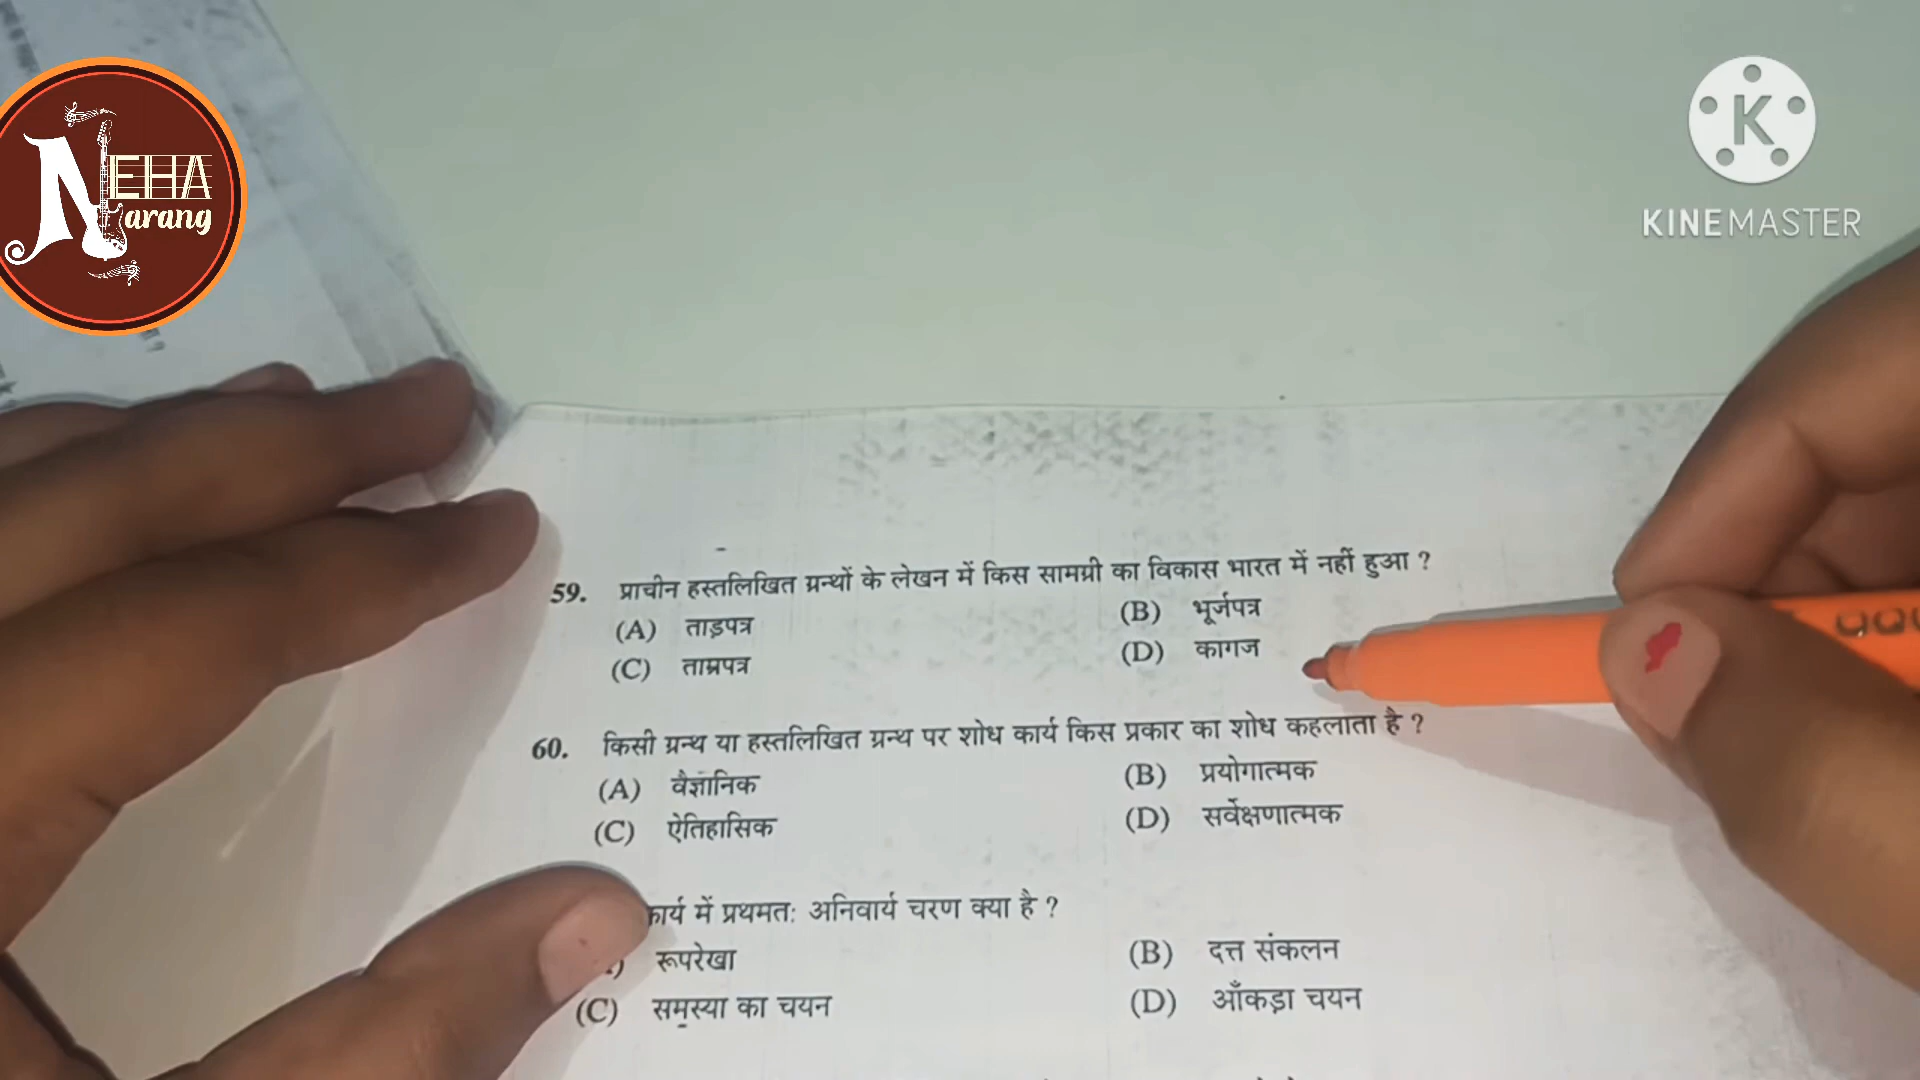 NEHA
Narang
K
KINEMASTER
59. प्राचीन हस्तलिखित ग्रन्थों के लेखन में किस सामग्री का विकास भारत में नहीं हुआ ?
(A) ताड़पत्र (B) भूर्जपत्र
(C) ताम्रपत्र (D) कागज
60. किसी ग्रन्थ या हस्तलिखित ग्रन्थ पर शोध कार्य किस प्रकार का शोध कहलाता है ?
(A) वैज्ञानिक (B) प्रयोगात्मक
(C) ऐतिहासिक (D) सर्वेक्षणात्मक
कार्य में प्रथमतः अनिवार्य चरण क्या है ?
रूपरेखा (B) दत्त संकलन
(C) समस्या का चयन (D) आँकड़ा चयन